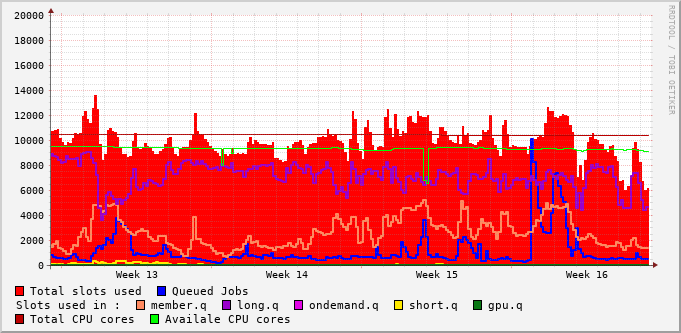 20000
18000
16000
14000
12000
10000
8000
6000
4000
2000
0
Week 13 Week 14 Week 15 Week 16
RRDTOOL / TOBI OETIKER
Total slots used Queued Jobs
Slots used in : member.q long.q ondemand.q short.q gpu.q
Total CPU cores Availale CPU cores